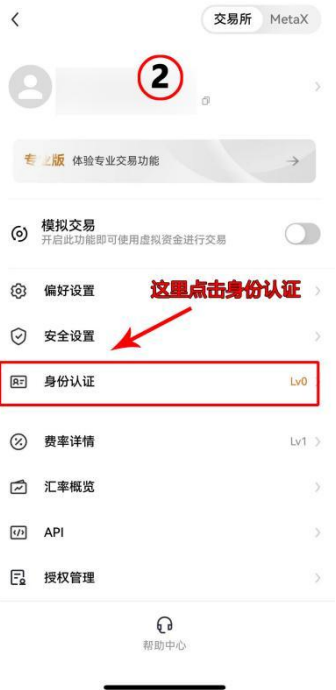 交易所 MetaX
2
专业版 体验专业交易功能
模拟交易
开启此功能即可使用虚拟资金进行交易
偏好设置
这里点击身份认证
安全设置
身份认证 Lv0
费率详情 Lv1
汇率概览
API
授权管理
帮助中心